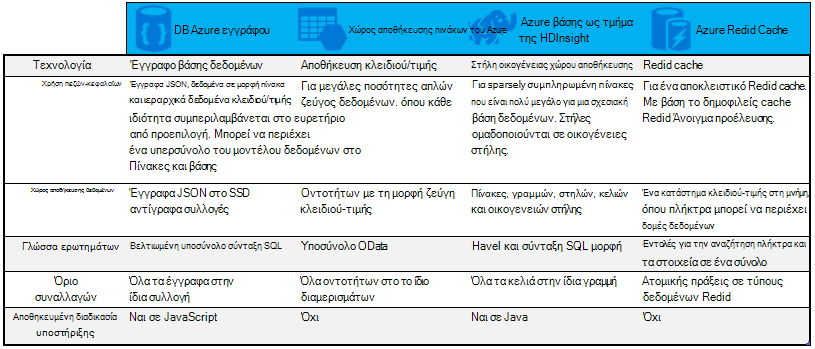 DB Azure εγγράφου
Χώρος αποθήκευσης πινάκων του Azure
Azure βάσης ως τμήμα
της HDInsight
Azure Redid Cache
Τεχνολογία
Έγγραφο βάσης δεδομένων
Αποθήκευση κλειδιού/τιμής
Στήλη οικογένειας χώρου αποθήκευσης
Redid cache
Χρήση πεζών-κεφαλαίων
Έγγραφα JSON, δεδομένα σε μορφή πίνακα
και ιεραρχικά δεδομένα κλειδιού/τιμής
ιδιότητα συμπεριλαμβάνεται στο ευρετήριο
από προεπιλογή. Μπορεί να περιέχει
ένα υπερσύνολο του μοντέλου δεδομένων στο
Πίνακες και βάσης
Για μεγάλες ποσότητες απλών
ζεύγος δεδομένων. όπου κάθε
Για sparsely συμπληρωμένη πίνακες
που είναι πολύ μεγάλο για μια σχεσιακή
βάση δεδομένων. Στήλες
ομαδοποιούνται σε οικογένειες
στήλης.
Για ένα αποκλειστικό Redid cache.
Με βάση το δημοφιλείς cache
Redid Άνοιγμα προέλευσης.
Χώρος αποθήκευσης δεδομένων
Έγγραφα JSON στο SSD
αντίγραφα συλλογές
Οντοτήτων με τη μορφή ζεύγη
κλειδιού-τιμής
Πίνακες, γραμμών, στηλών, κελιών
και οικογενειών στήλης
Ένα κατάστημα κλειδιού-τιμής στη μνήμη,
όπου πλήκτρα μπορεί να περιέχει
δομές δεδομένων
Γλώσσα ερωτημάτων
Βελτιωμένη υποσύνολο σύνταξη SQL
Υποσύνολο OData
Havel και σύνταξη SQL μορφή
Εντολές για την αναζήτηση πλήκτρα και
τα στοιχεία σε ένα σύνολο
Όριο
συναλλαγών
Όλα τα έγγραφα στην
ίδια συλλογή
Όλα οντοτήτων στο το ίδιο
διαμερισμάτων
Όλα τα κελιά στην ίδια γραμμή
Ατομικής πράξεις σε τύπους
δεδομένων Redid
Αποθηκευμένη διαδικασία
υποστήριξης
Ναι σε JavaScript
Όχι
Ναι σε Java
Όχι